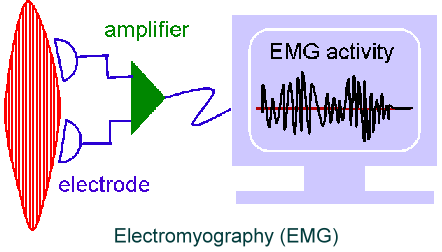 amplifier
EMG activity
electrode
Electromyography (EMG)